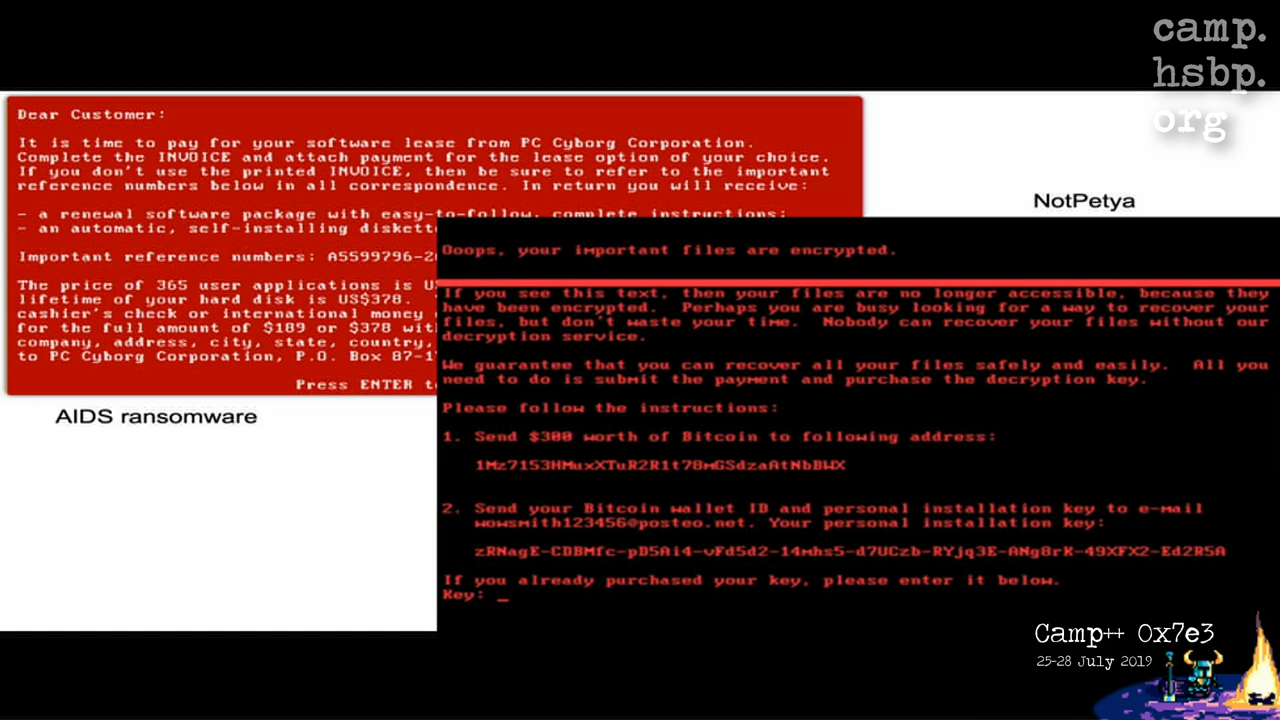 camp.
hsbp.
org
Dear Customer:
It is time to pay for your software lease from PC Cyborg Corporation.
Complete the INVOICE and attach payment for the lease option of your choice.
If you don't use the printed INVOICE, then be sure to refer to the important
reference numbers below in all correspondence. In return you will receive:
- a renewal software package with easy-to-follow, complete instructions;
- an automatic, self-installing diskett
Important reference numbers: A5599796-2
The price of 365 user applications is U
lifetime of your hard disk is US$378.
cashier's check or international money
for the full amount of $189 or $378 wit
company, address, city, state, country,
to PC Cyborg Corporation, P.O. Box 87-1
Press ENTER t
AIDS ransomware
NotPetya
Ooops, your important files are encrypted.
If you see this text, then your files are no longer accessible, because they
have been encrypted. Perhaps you are busy looking for a way to recover your
files, but don't waste your time. Nobody can recover your files without our
decryption service.
We guarantee that you can recover all your files safely and easily. All you
need to do is submit the payment and purchase the decryption key.
Please follow the instructions:
1. Send $300 worth of Bitcoin to following address:
1Mz7153HMuxXTuR2R1t78mGSdzaAtNbBWX
2. Send your Bitcoin wallet ID and personal installation key to e-mail
wowsmith123456@posteo.net. Your personal installation key:
zRNagE-CDBMfc-pD5Ai4-vFd5d2-14mhs5-d7UCzb-RYjq3E-ANg8rK-49XFX2-Ed2R5A
If you already purchased your key, please enter it below.
Key: _
Camp++ 0x7e3
25-28 July 2019